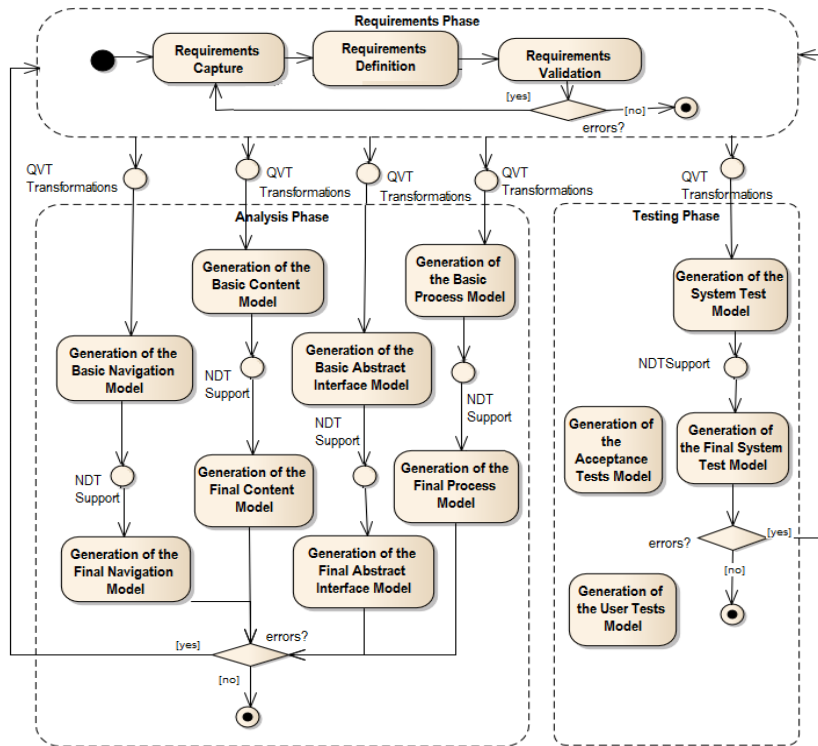 Requirements Phase
Requirements
Capture
Requirements
Definition
Requirements
Validation
[yes]
[no]
errors?
QVT
Transformations
QVT
Transformations
QVT
Transformations
QVT
Transformations
QVT
Transformations
Analysis Phase
Generation of the
Basic Content
Model
Generation of
the Basic
Process Model
Generation of the
Basic Navigation
Model
Generation of the
Basic Abstract
Interface Model
NDT
Support
NDT
Support
NDT
Support
NDT
Support
Generation of the
Final Content
Model
Generation of the
Final Process
Model
Generation of the
Final Navigation
Model
Generation of the
Final Abstract
Interface Model
[yes]
errors?
[no]
Testing Phase
Generation of the
System Test
Model
NDTSupport
Generation of
the
Acceptance
Tests Model
Generation of
the Final System
Test Model
errors?
[yes]
[no]
Generation of
the User Tests
Model